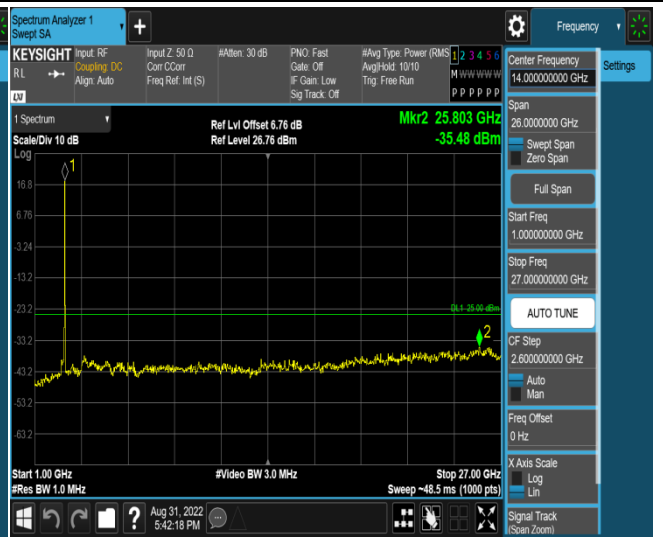 Spectrum Analyzer 1
Swept SA
Frequency
KEYSIGHT
RL
Input: RF
Coupling: DC
Align: Auto
Input Z: 50 Ω
Corr CCorr
Freq Ref: Int (S)
#Atten: 30 dB
PNO: Fast
Gate: Off
IF Gain: Low
Sig Track: Off
#Avg Type: Power (RMS
Avg|Hold: 10/10
Trig: Free Run
1 2 3 4 5 6
M W W W W W
P P P P P P
LXI
1 Spectrum
Scale/Div 10 dB
Log
Ref Lvl Offset 6.76 dB
Ref Level 26.76 dBm
Mkr2 25.803 GHz
-35.48 dBm
1
16.8
6.76
-3.24
-13.2
-23.2
DL1 -25.00 dBm
2
-33.2
-43.2
-53.2
-63.2
Start 1.00 GHz
#Res BW 1.0 MHz
#Video BW 3.0 MHz
Stop 27.00 GHz
Sweep ~48.5 ms (1000 pts)
Aug 31, 2022
5:42:18 PM
Center Frequency
14.000000000 GHz
Settings
Span
26.0000000 GHz
Swept Span
Zero Span
Full Span
Start Freq
1.000000000 GHz
Stop Freq
27.000000000 GHz
AUTO TUNE
CF Step
2.600000000 GHz
Auto
Man
Freq Offset
0 Hz
X Axis Scale
Log
Lin
Signal Track
(Span Zoom)